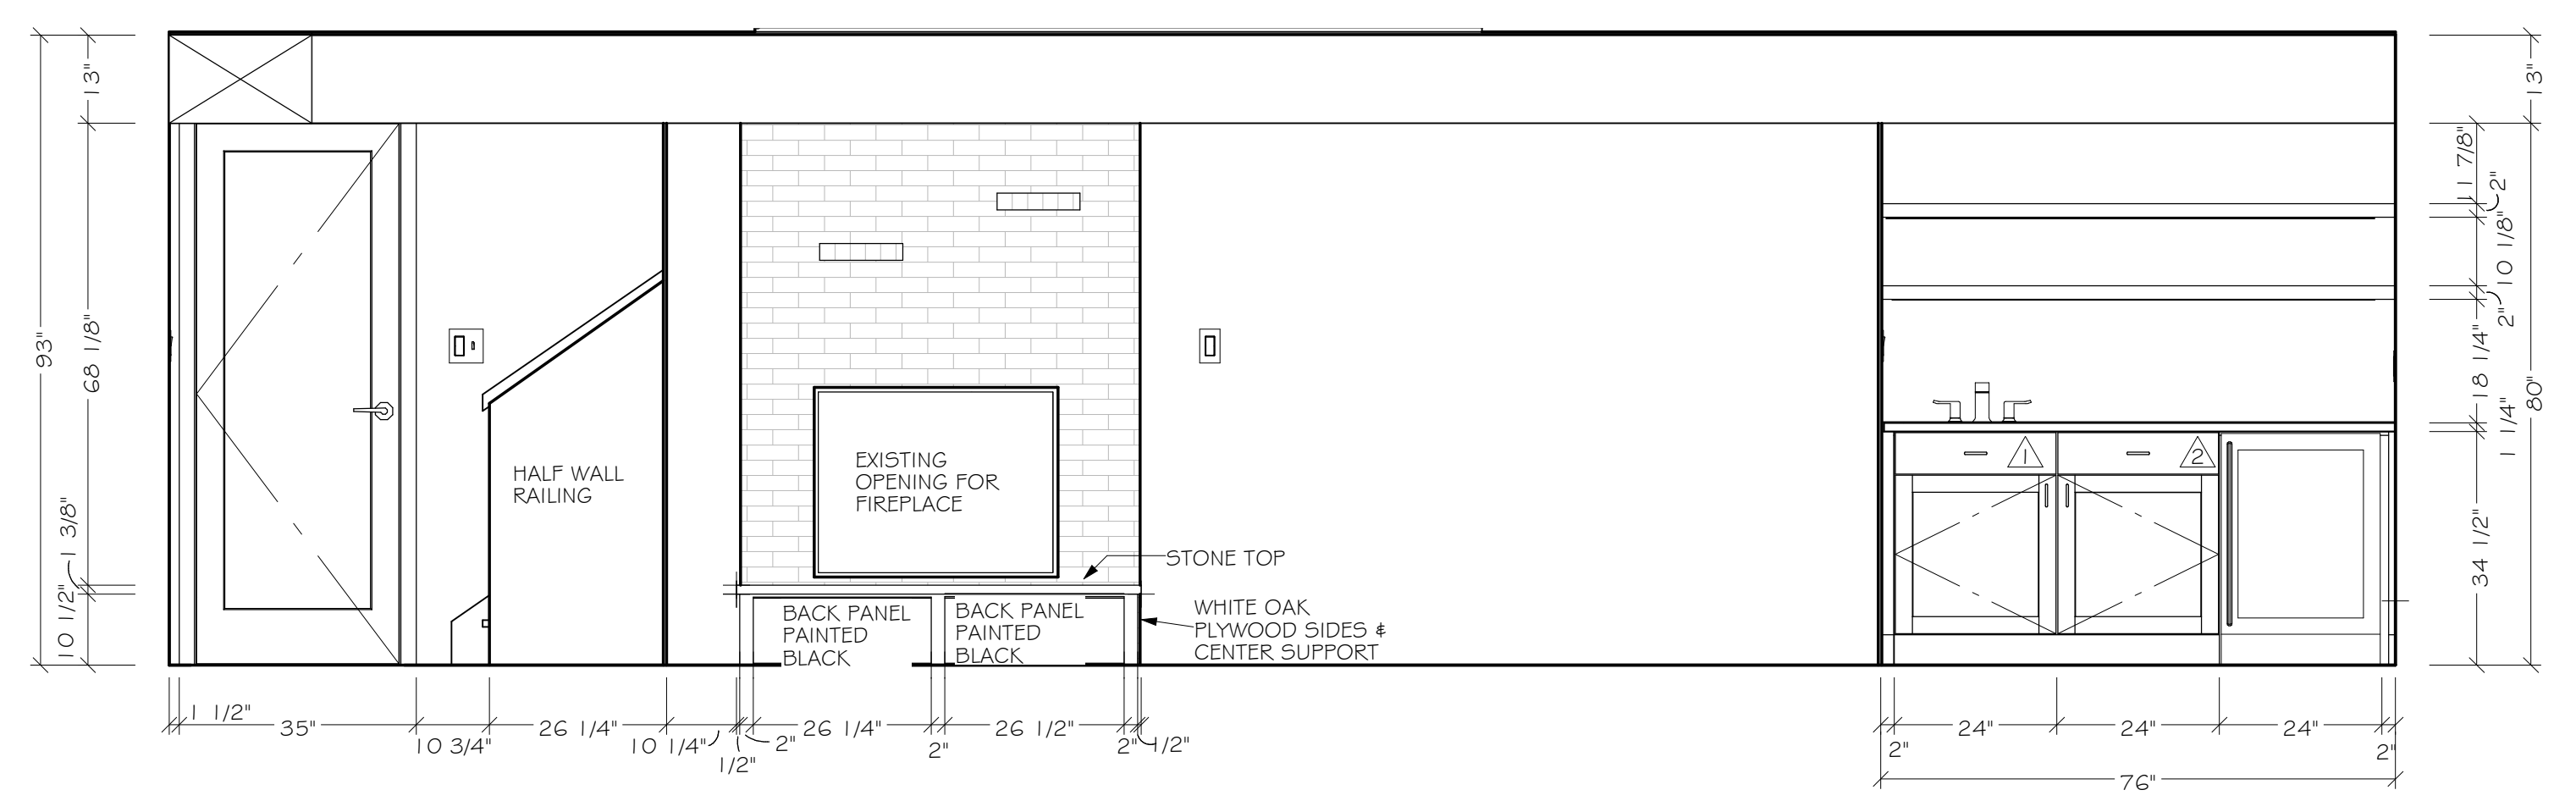 13"
93"
68 1/8"
1 3/8"
10 1/2"
HALF WALL
RAILING
EXISTING
OPENING FOR
FIREPLACE
STONE TOP
BACK PANEL
PAINTED
BLACK
BACK PANEL
PAINTED
BLACK
WHITE OAK
PLYWOOD SIDES &
CENTER SUPPORT
1
2
13"
11 7/8"
2"
10 1/8"
2"
18 1/4"
1 1/4"
80"
34 1/2"
1 1/2"
35"
10 3/4"
26 1/4"
10 1/4"
1/2"
2"
26 1/4"
2"
26 1/2"
2"
1/2"
2"
24"
24"
24"
2"
76"